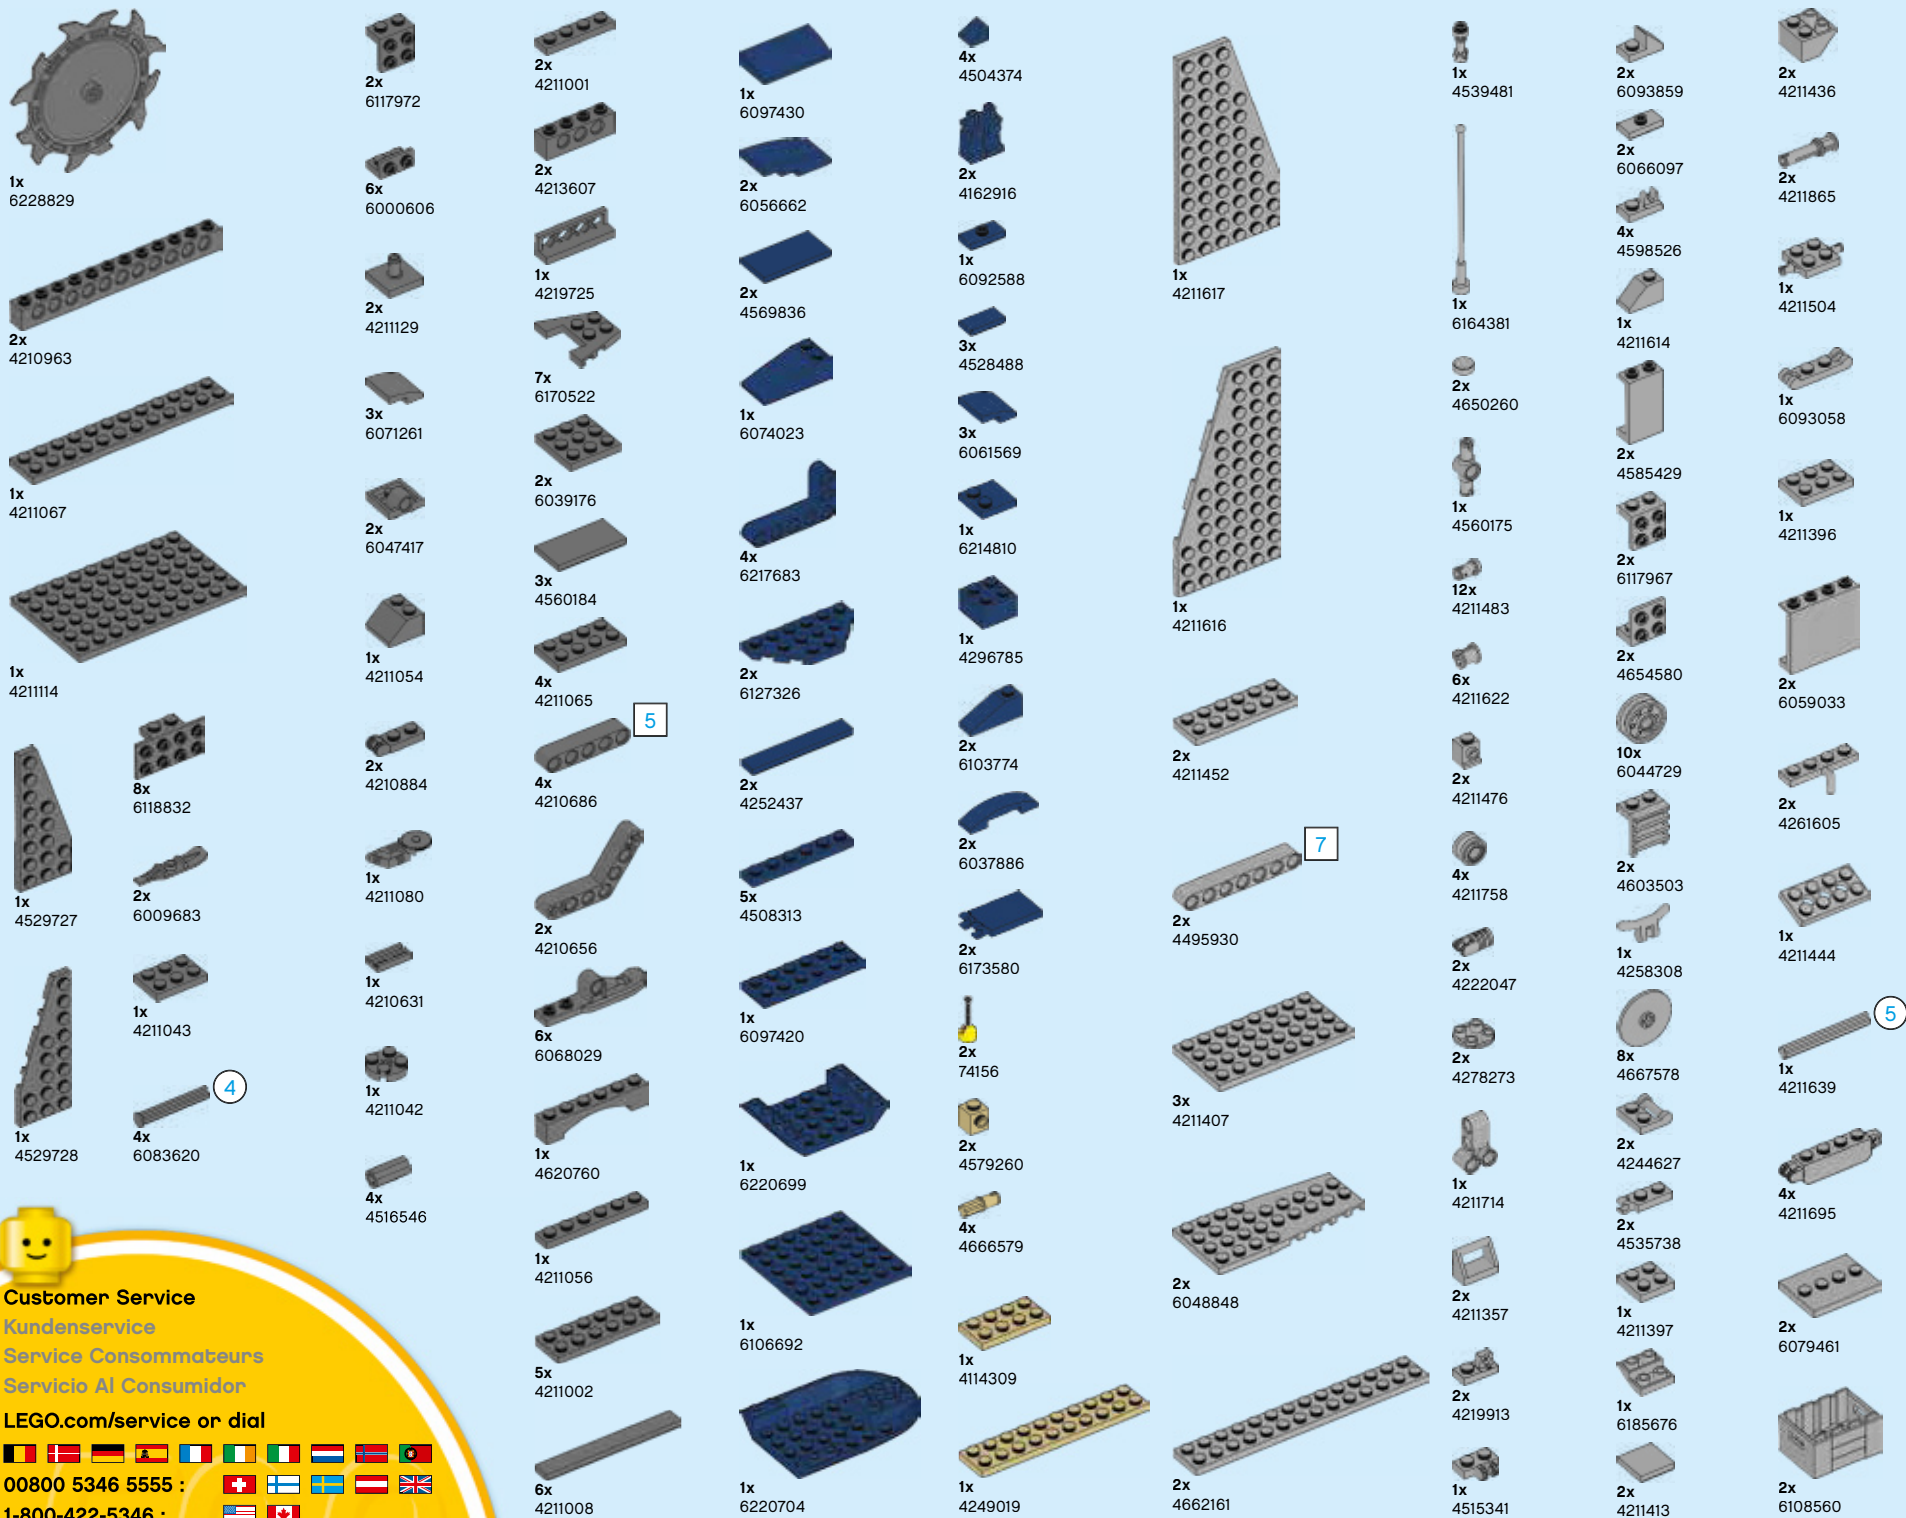 1x
6228829
2x
4210963
1x
4211067
1x
4211114
1x
4529727
1x
4529728
8x
6118832
2x
6009683
1x
4211043
4
4x
6083620
2x
6117972
6x
6000606
2x
4211129
3x
6071261
2x
6047417
1x
4211054
2x
4210884
1x
4211080
1x
4210631
1x
4211042
4x
4516546
2x
4211001
2x
4213607
1x
4219725
7x
6170522
2x
6039176
3x
4560184
4x
4211065
5
4x
4210686
2x
4210656
6x
6068029
1x
4620760
1x
4211056
5x
4211002
6x
4211008
1x
6097430
2x
6056662
2x
4569836
1x
6074023
4x
6217683
2x
6127326
2x
4252437
5x
4508313
1x
6097420
1x
6220699
1x
6106692
1x
6220704
4x
4504374
2x
4162916
1x
6092588
3x
4528488
3x
6061569
1x
6214810
1x
4296785
2x
6103774
2x
6037886
2x
6173580
2x
74156
2x
4579260
4x
4666579
1x
4114309
1x
4249019
1x
4211617
1x
4211616
2x
4211452
7
2x
4495930
3x
4211407
2x
6048848
2x
4662161
1x
4539481
1x
6164381
2x
4650260
1x
4560175
12x
4211483
6x
4211622
2x
4211476
4x
4211758
2x
4222047
2x
4278273
1x
4211714
2x
4211357
2x
4219913
1x
4515341
2x
6093859
2x
6066097
4x
4598526
1x
4211614
2x
4585429
2x
6117967
2x
4654580
10x
6044729
2x
4603503
1x
4258308
8x
4667578
2x
4244627
2x
4535738
1x
4211397
1x
6185676
2x
4211413
2x
4211436
2x
4211865
1x
4211504
1x
6093058
1x
4211396
2x
6059033
2x
4261605
1x
4211444
5
1x
4211639
4x
4211695
2x
6079461
2x
6108560
Customer Service
Kundenservice
Service Consommateurs
Servicio Al Consumidor
LEGO.com/service or dial
00800 5346 5555 :
1-800-422-5346 :